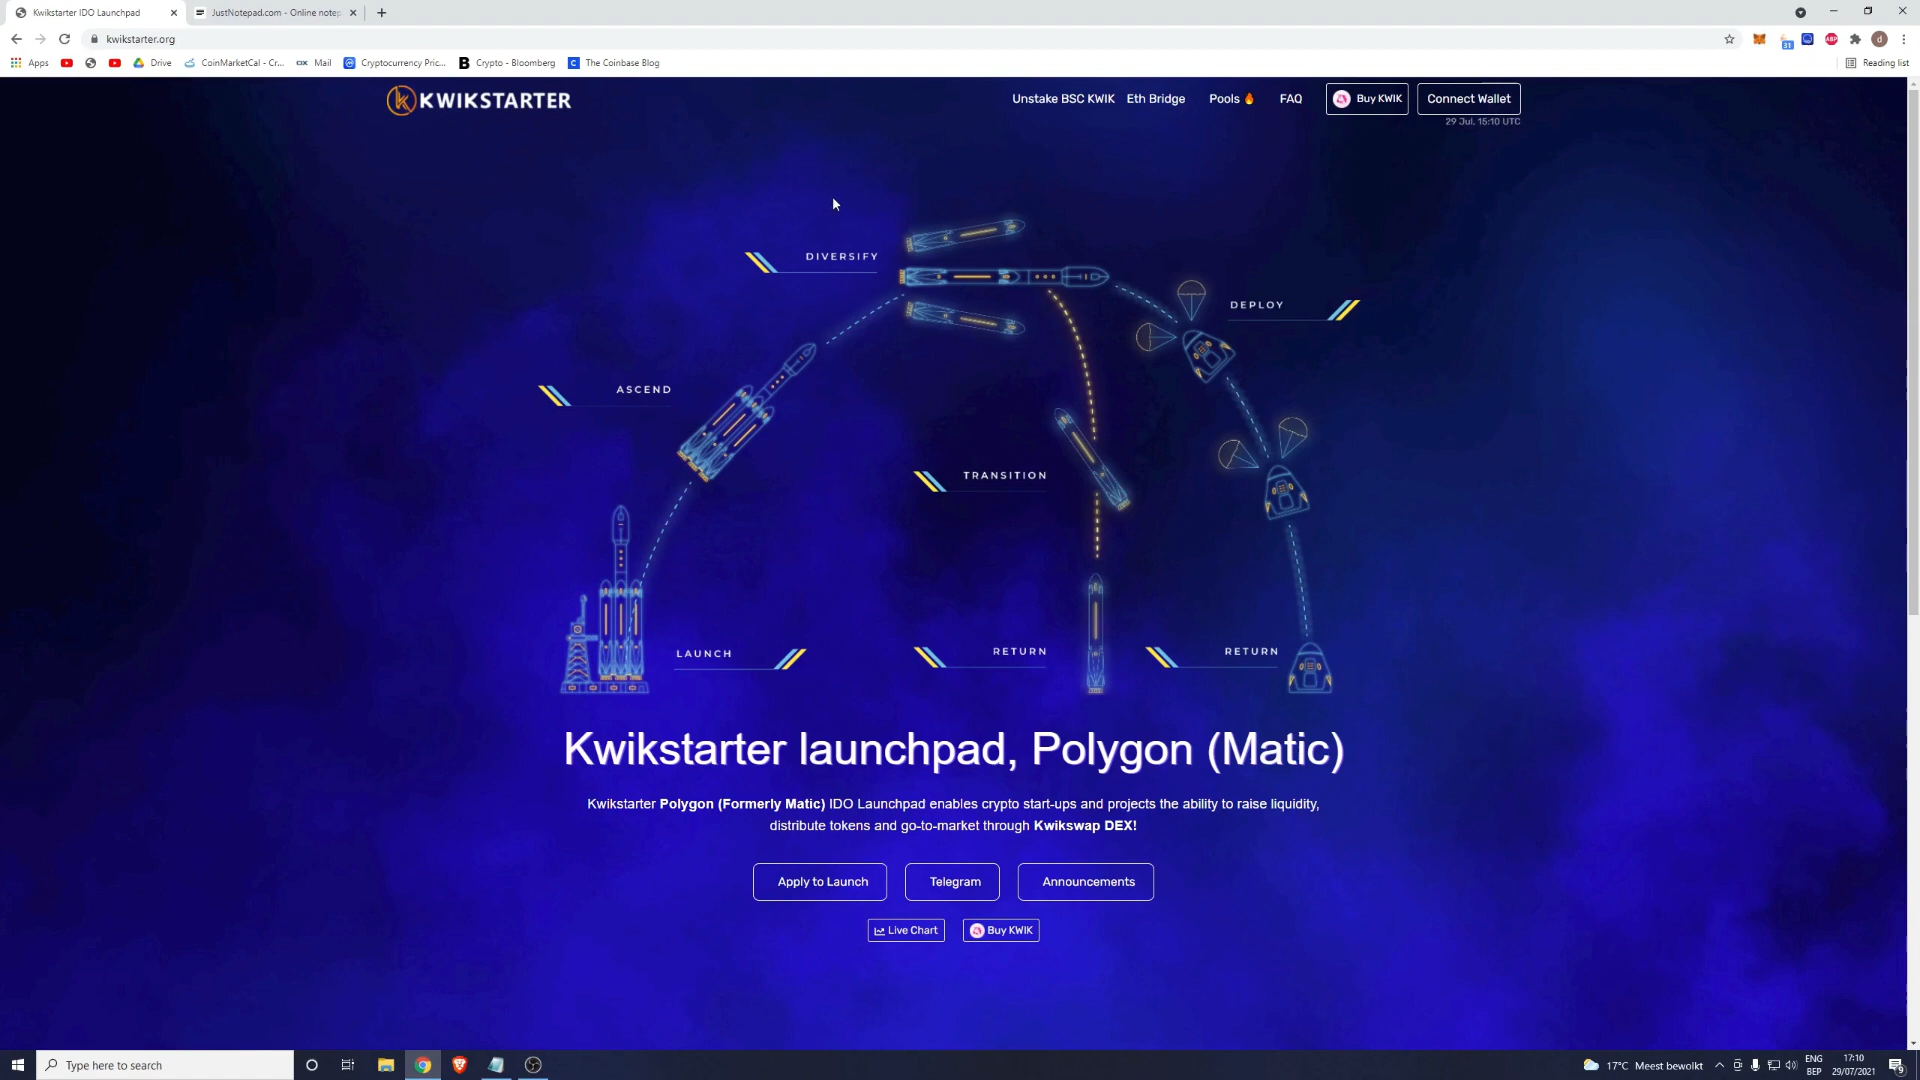 Kwikstarter IDO Launchpad
JustNotepad.com - Online notep
kwikstarter.org
Apps
Drive
CoinMarketCal - Cr...
Mail
Cryptocurrency Pric...
Crypto - Bloomberg
The Coinbase Blog
Reading list
KWIKSTARTER
Unstake BSC KWIK
Eth Bridge
Pools
FAQ
Buy KWIK
Connect Wallet
29 Jul, 15:10 UTC
DIVERSIFY
DEPLOY
ASCEND
TRANSITION
LAUNCH
RETURN
RETURN
Kwikstarter launchpad, Polygon (Matic)
Kwikstarter Polygon (Formerly Matic) IDO Launchpad enables crypto start-ups and projects the ability to raise liquidity,
distribute tokens and go-to-market through Kwikswap DEX!
Apply to Launch
Telegram
Announcements
Live Chart
Buy KWIK
Type here to search
17°C Meest bewolkt
ENG
BEP
17:10
29/07/2021